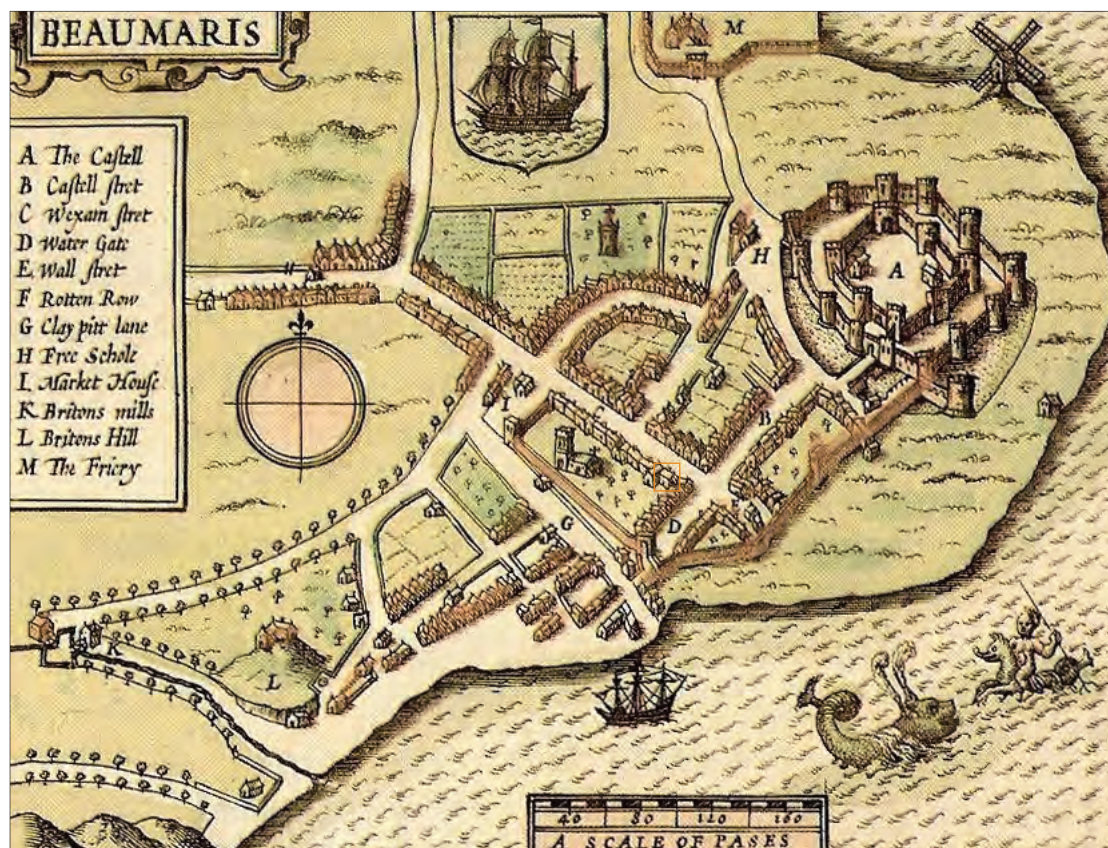 BEAUMARIS
A The Castell
B Castell stret
C Wexam stret
D Water Gate
E Wall stret
F Rotten Row
G Clay pitt lane
H Free Schole
I Market House
K Britons mills
L Britons Hill
M The Friery
M
H
A
I
C
B
G
D
K
L
40 80 120 160
A SCALE OF PASES